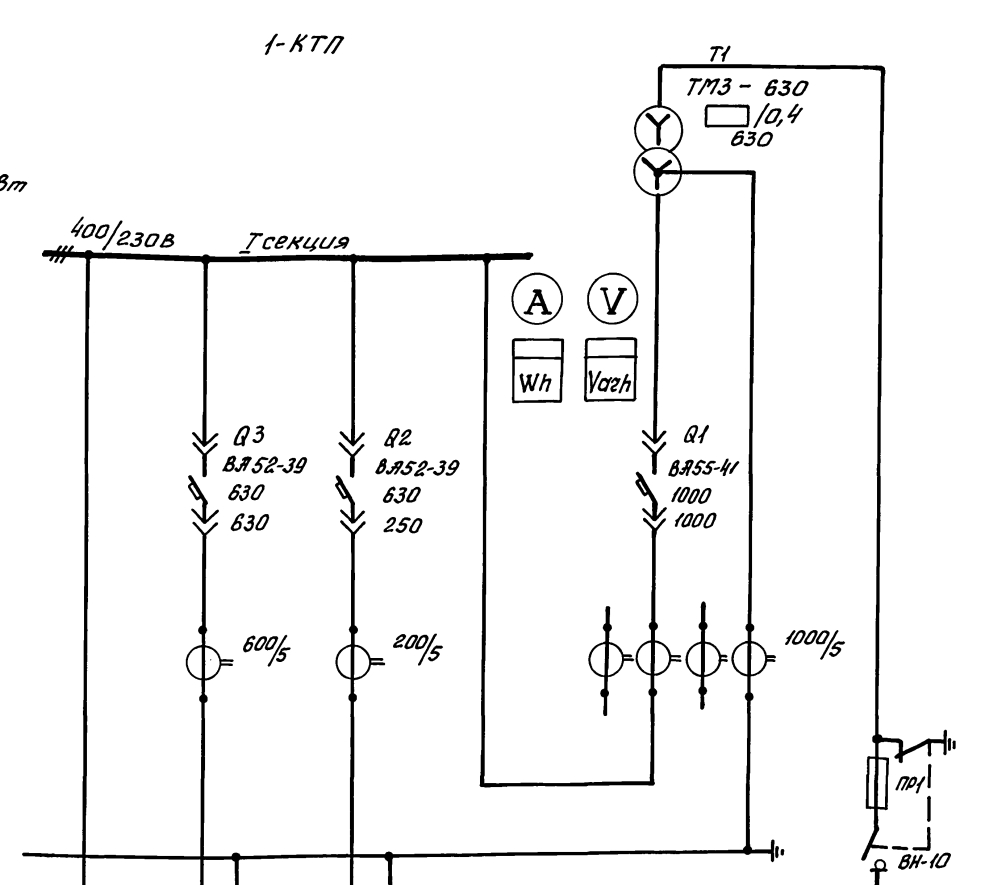 1-КТП
Т1
ТМЗ - 630
/0,4
630
Вт
400/230В
I секция
A
V
Wh
Varh
Q3
ВА52-39
630
630
Q2
ВА52-39
630
250
Q1
ВА55-41
1000
1000
600/5
200/5
1000/5
ПР1
ВН-10